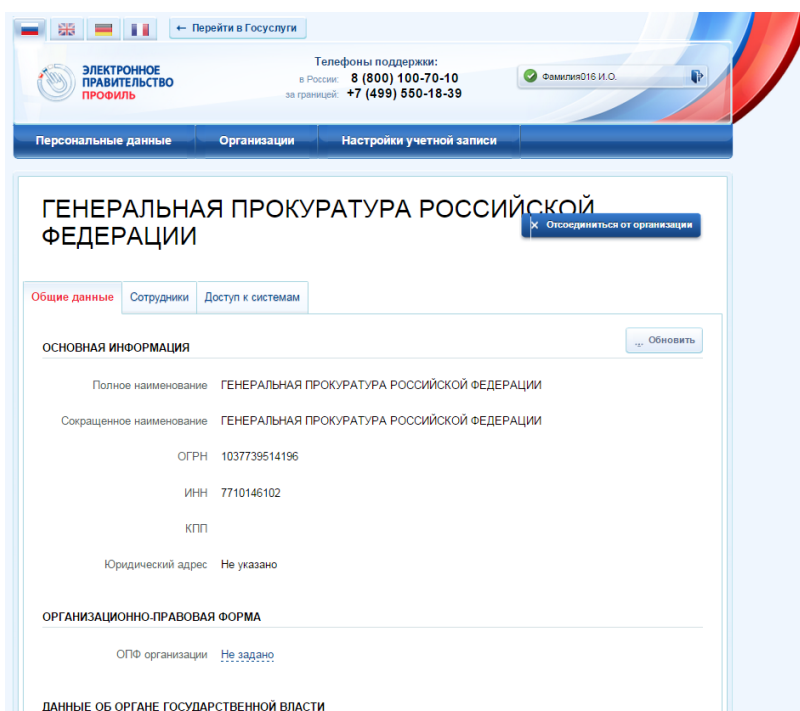 ← Перейти в Госуслуги
ЭЛЕКТРОННОЕ
ПРАВИТЕЛЬСТВО
ПРОФИЛЬ
Телефоны поддержки:
в России: 8 (800) 100-70-10
за границей: +7 (499) 550-18-39
Фамилия016 И.О.
Персональные данные Организации Настройки учетной записи
ГЕНЕРАЛЬНАЯ ПРОКУРАТУРА РОССИЙСКОЙ
ФЕДЕРАЦИИ
× Отсоединиться от организации
Общие данные Сотрудники Доступ к системам
ОСНОВНАЯ ИНФОРМАЦИЯ
Обновить
Полное наименование ГЕНЕРАЛЬНАЯ ПРОКУРАТУРА РОССИЙСКОЙ ФЕДЕРАЦИИ
Сокращенное наименование ГЕНЕРАЛЬНАЯ ПРОКУРАТУРА РОССИЙСКОЙ ФЕДЕРАЦИИ
ОГРН 1037739514196
ИНН 7710146102
КПП
Юридический адрес Не указано
ОРГАНИЗАЦИОННО-ПРАВОВАЯ ФОРМА
ОПФ организации Не задано
ДАННЫЕ ОБ ОРГАНЕ ГОСУДАРСТВЕННОЙ ВЛАСТИ